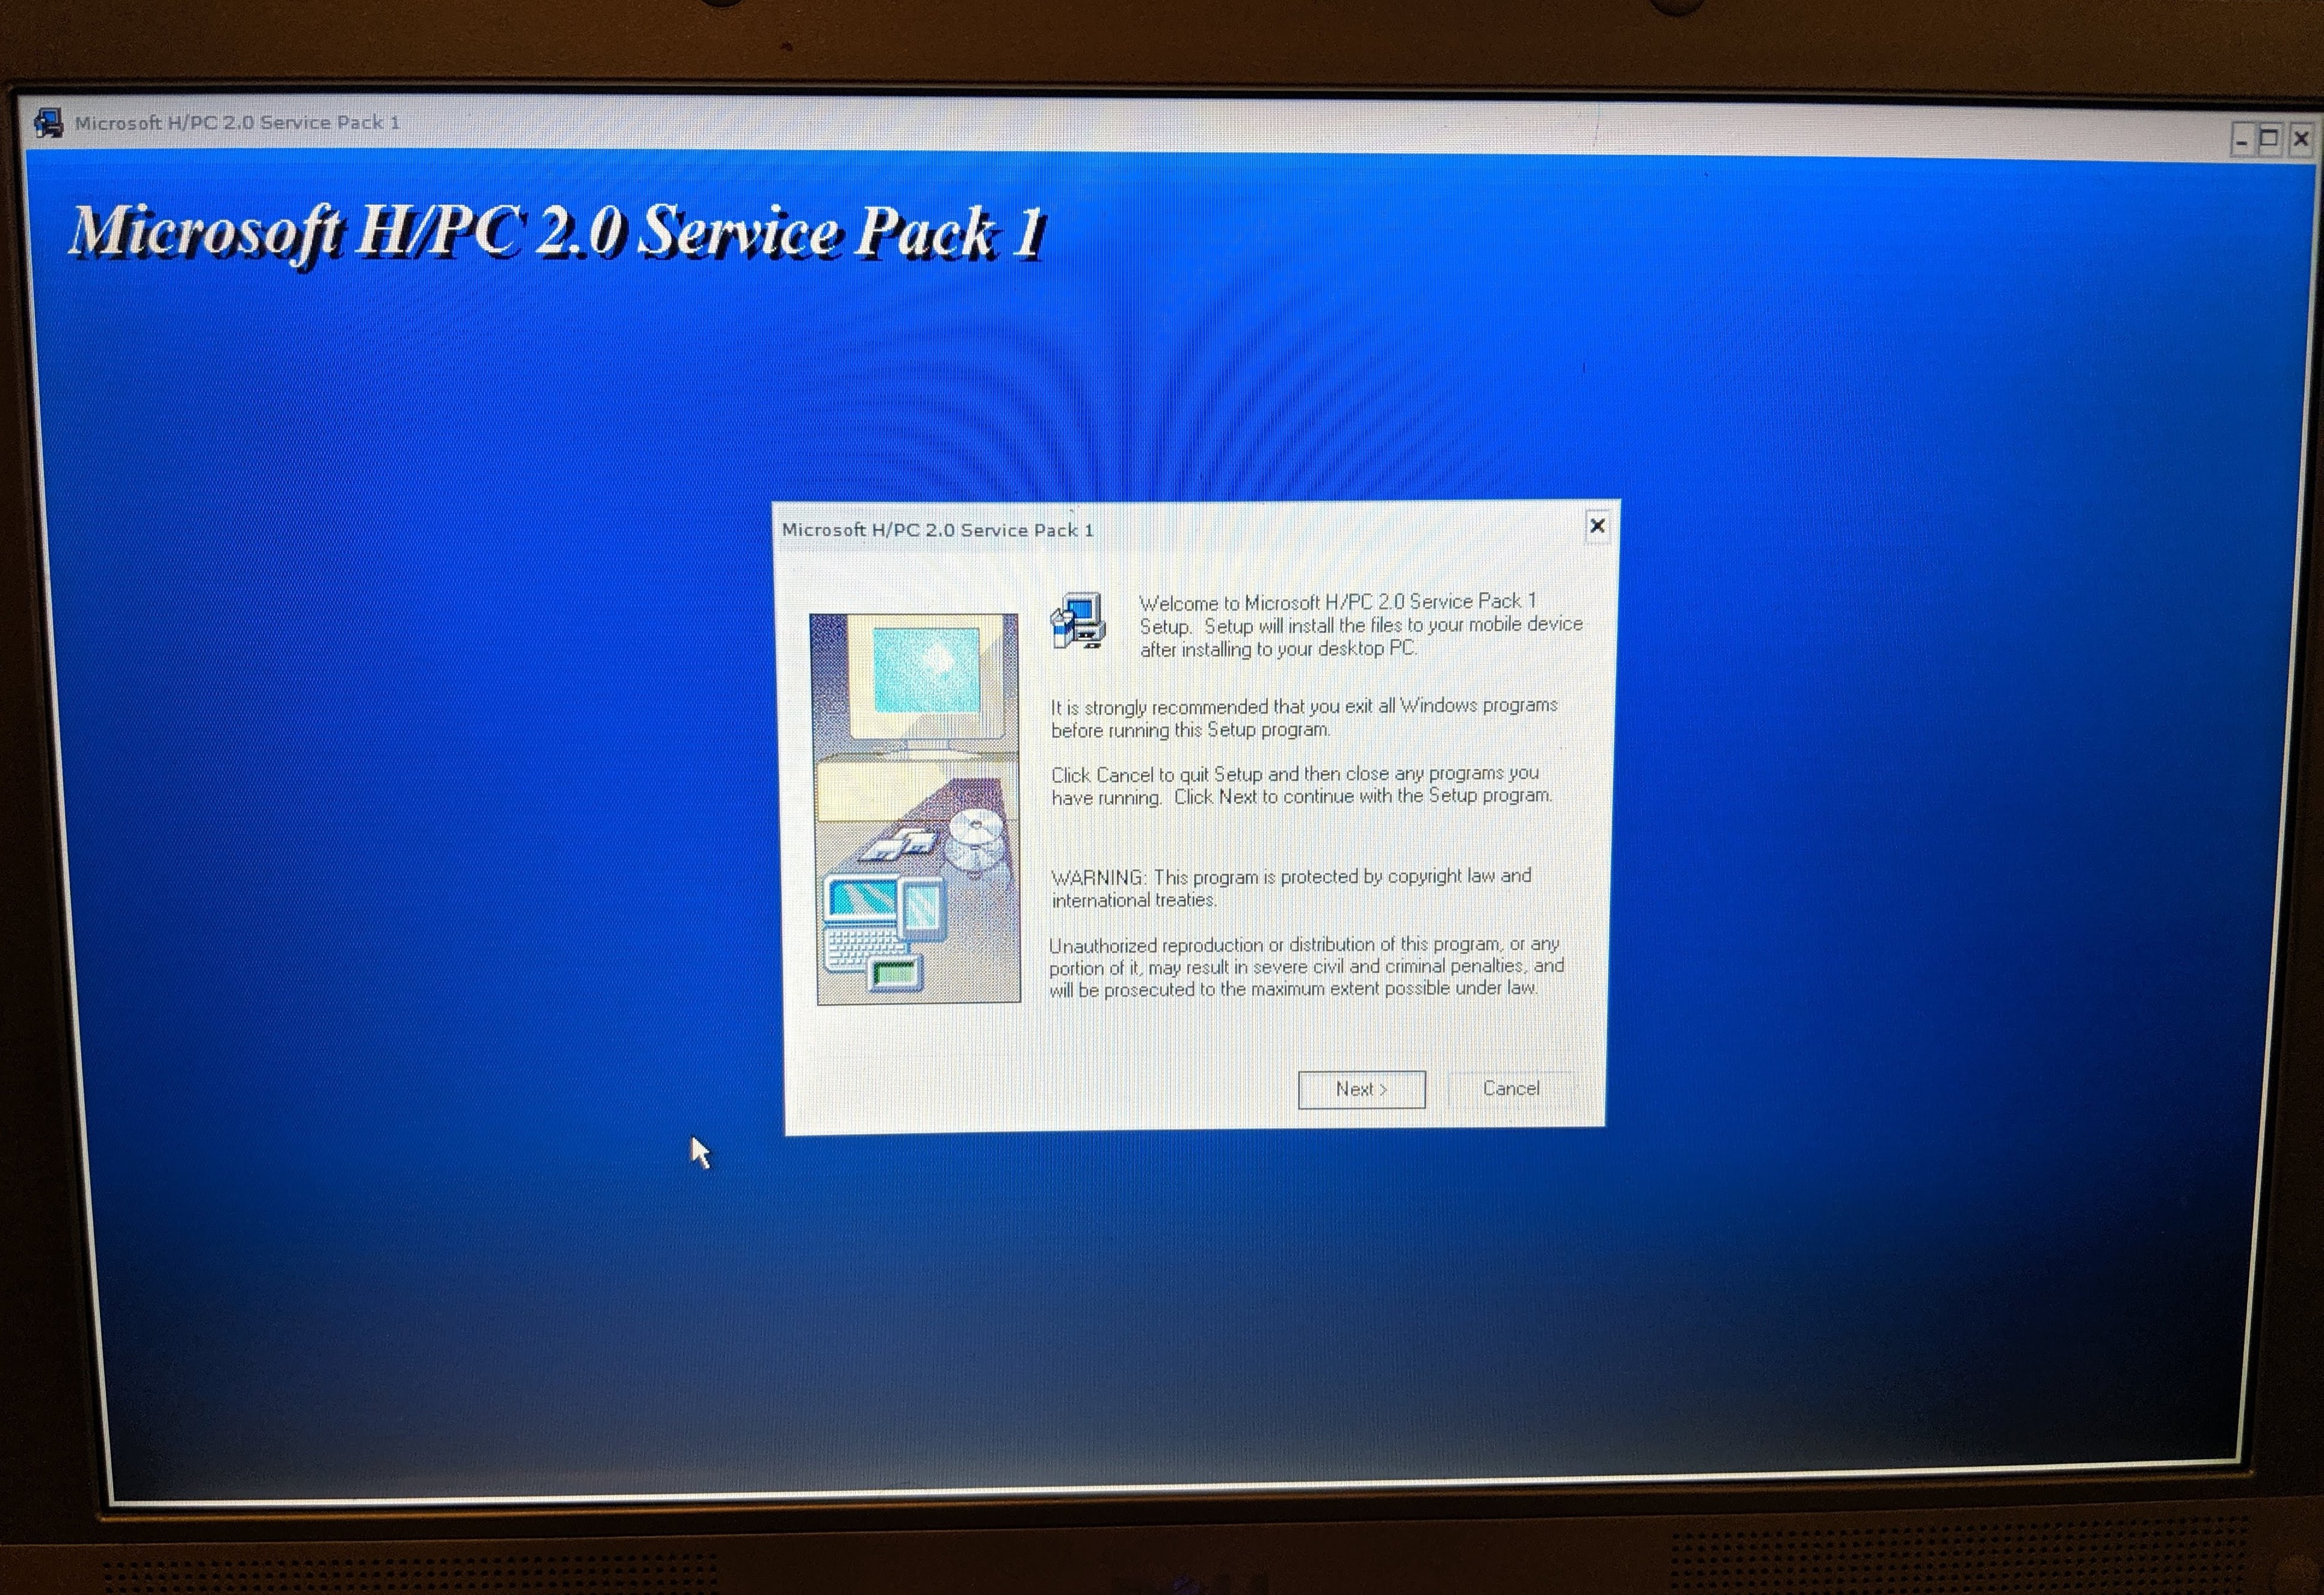 Microsoft H/PC 2.0 Service Pack 1
Microsoft H/PC 2.0 Service Pack 1
Microsoft H/PC 2.0 Service Pack 1
Welcome to Microsoft H/PC 2.0 Service Pack 1
Setup. Setup will install the files to your mobile device
after installing to your desktop PC.
It is strongly recommended that you exit all Windows programs
before running this Setup program.
Click Cancel to quit Setup and then close any programs you
have running. Click Next to continue with the Setup program.
WARNING: This program is protected by copyright law and
international treaties.
Unauthorized reproduction or distribution of this program, or any
portion of it, may result in severe civil and criminal penalties, and
will be prosecuted to the maximum extent possible under law.
Next >
Cancel